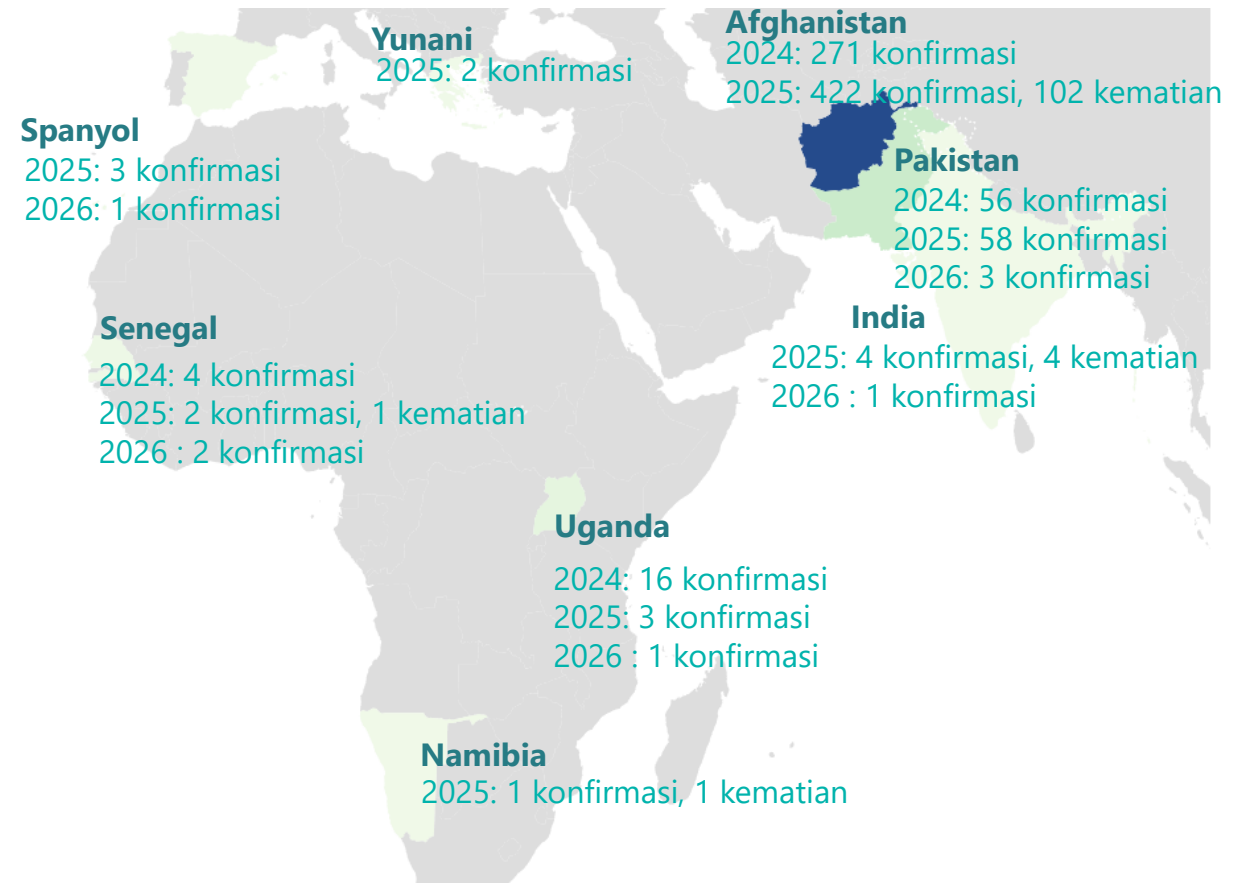 Yunani
2025: 2 konfirmasi
Afghanistan
2024: 271 konfirmasi
2025: 422 konfirmasi, 102 kematian
Spanyol
2025: 3 konfirmasi
2026: 1 konfirmasi
Pakistan
2024: 56 konfirmasi
2025: 58 konfirmasi
2026: 3 konfirmasi
India
2025: 4 konfirmasi, 4 kematian
2026 : 1 konfirmasi
Senegal
2024: 4 konfirmasi
2025: 2 konfirmasi, 1 kematian
2026 : 2 konfirmasi
Uganda
2024: 16 konfirmasi
2025: 3 konfirmasi
2026 : 1 konfirmasi
Namibia
2025: 1 konfirmasi, 1 kematian